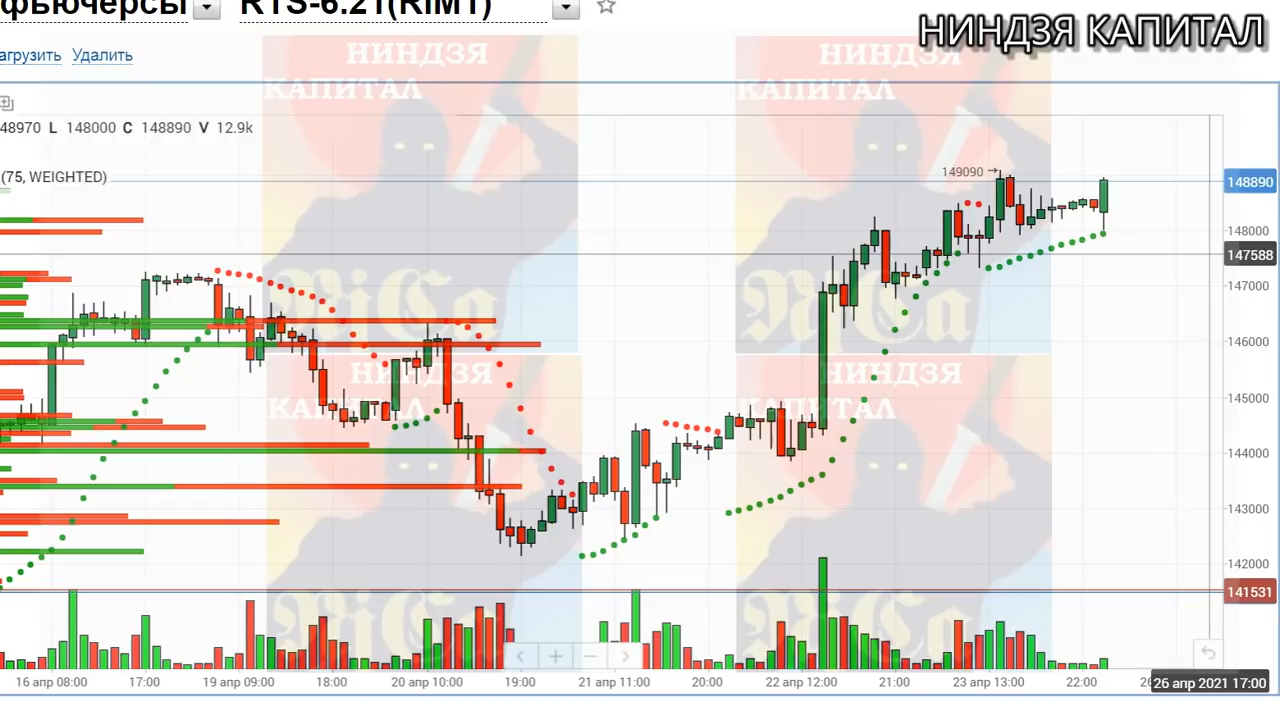 фьючерсы RTS-6.21(RIM1)
НИНДЗЯ КАПИТАЛ
агрузить Удалить
НИНДЗЯ
КАПИТАЛ
НИНДЗЯ
КАПИТАЛ
48970 L 148000 C 148890 V 12.9k
(75, WEIGHTED)
149090
148890
148000
147588
147000
146000
145000
144000
143000
142000
141531
NiCa
NiCa
НИНДЗЯ
КАПИТАЛ
НИНДЗЯ
КАПИТАЛ
NiCa
NiCa
16 апр 08:00 17:00 19 апр 09:00 18:00 20 апр 10:00 19:00 21 апр 11:00 20:00 22 апр 12:00 21:00 23 апр 13:00 22:00 26 апр 2021 17:00